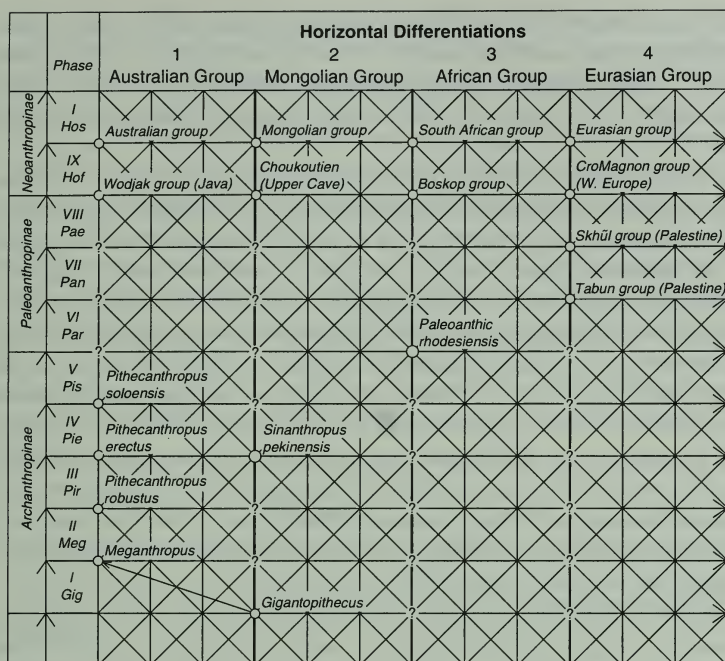 Horizontal Differentiations
Phase
1
Australian Group
2
Mongolian Group
3
African Group
4
Eurasian Group
Neoanthropinae
I
Hos
Australian group
Mongolian group
South African group
Eurasian group
IX
Hof
Wodjak group (Java)
Choukoutien
(Upper Cave)
Boskop group
CroMagnon group
(W. Europe)
Paleoanthropinae
VIII
Pae
?
?
?
Skhūl group (Palestine)
VII
Pan
?
?
?
Tabun group (Palestine)
VI
Par
?
?
Paleoanthic
rhodesiensis
?
Archanthropinae
V
Pis
Pithecanthropus
soloensis
?
?
?
IV
Pie
Pithecanthropus
erectus
Sinanthropus
pekinensis
?
?
III
Pir
Pithecanthropus
robustus
?
?
?
II
Meg
Meganthropus
?
?
?
I
Gig
Gigantopithecus
?
?